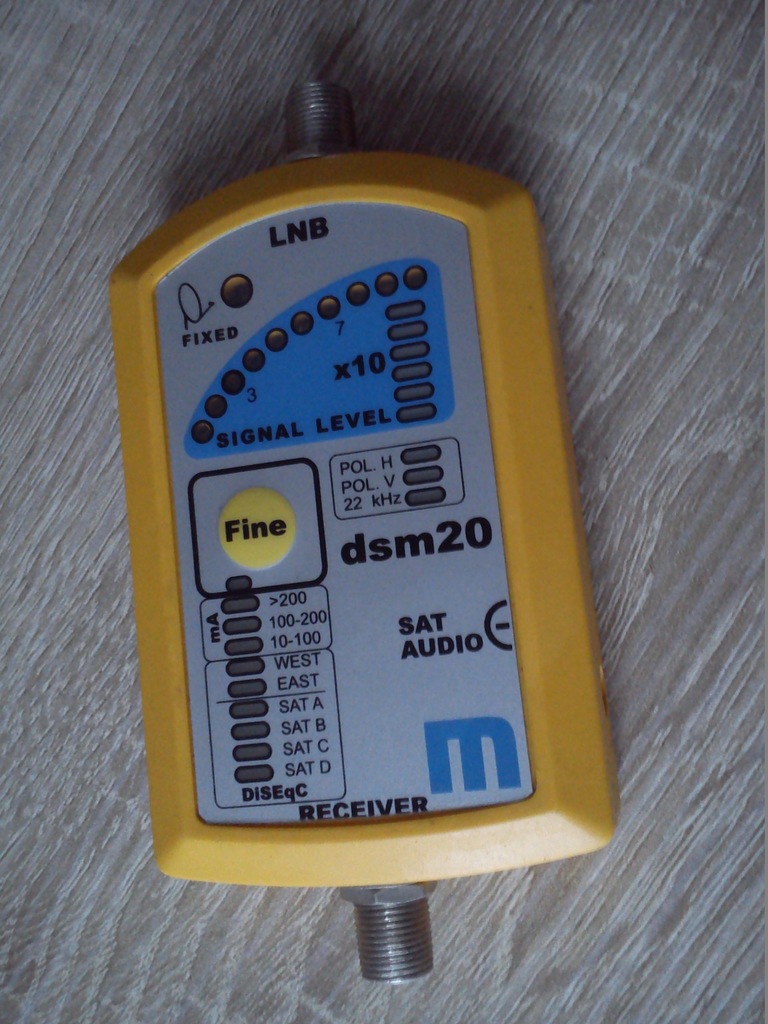 LNB
FIXED
7
3
x10
SIGNAL LEVEL
POL. H
POL. V
22 kHz
Fine
dsm20
mA
>200
100-200
10-100
WEST
EAST
SAT A
SAT B
SAT C
SAT D
DiSEqC
SAT
AUDIO
m
RECEIVER